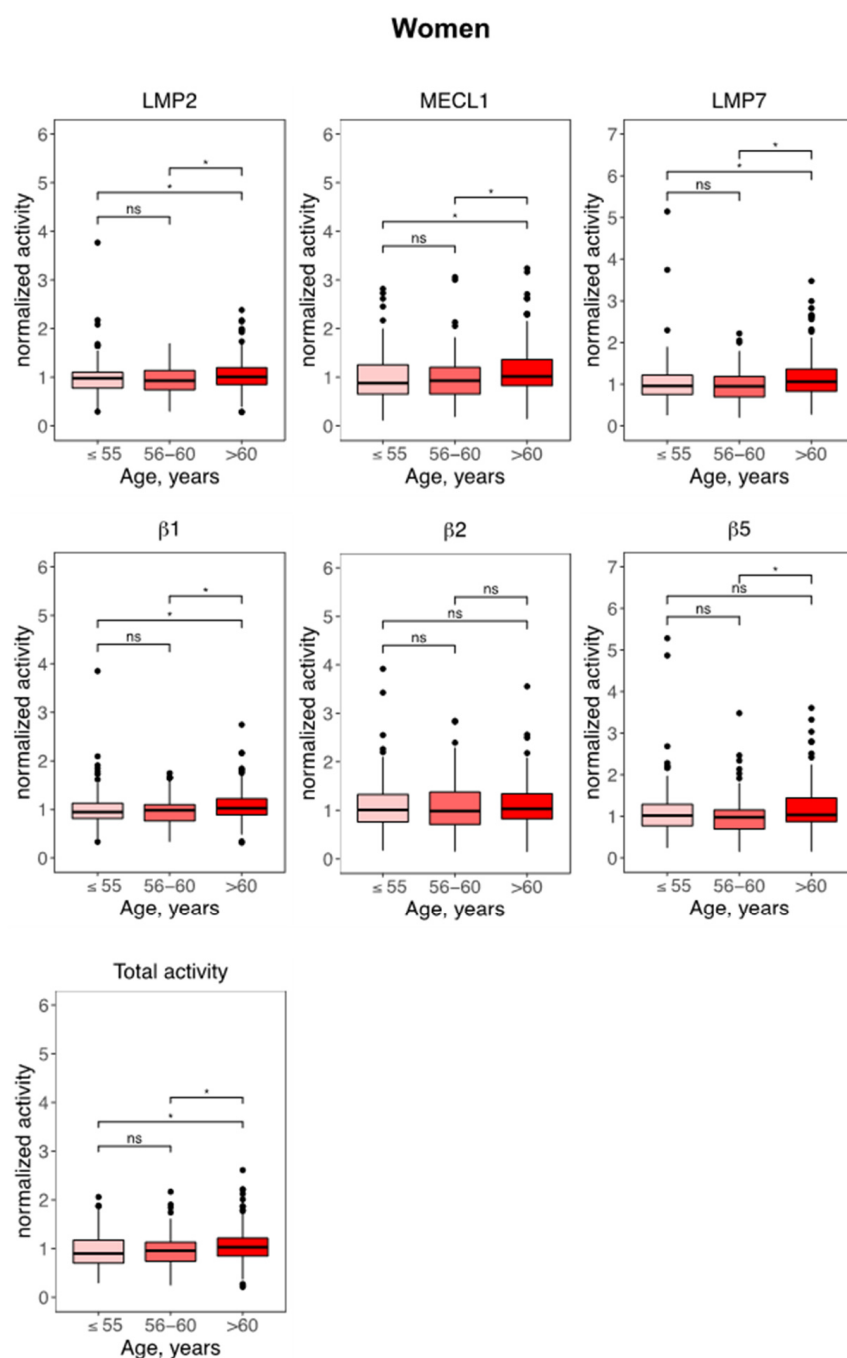 Women
LMP2
MECL1
LMP7
normalized activity
6
5
4
3
2
1
0
*
*
ns
≤ 55
56−60
>60
Age, years
normalized activity
6
5
4
3
2
1
0
*
*
ns
≤ 55
56−60
>60
Age, years
normalized activity
7
6
5
4
3
2
1
0
*
*
ns
≤ 55
56−60
>60
Age, years
β1
β2
β5
normalized activity
6
5
4
3
2
1
0
*
*
ns
≤ 55
56−60
>60
Age, years
normalized activity
6
5
4
3
2
1
0
ns
ns
ns
≤ 55
56−60
>60
Age, years
normalized activity
7
6
5
4
3
2
1
0
*
ns
ns
≤ 55
56−60
>60
Age, years
Total activity
normalized activity
6
5
4
3
2
1
0
*
*
ns
≤ 55
56−60
>60
Age, years